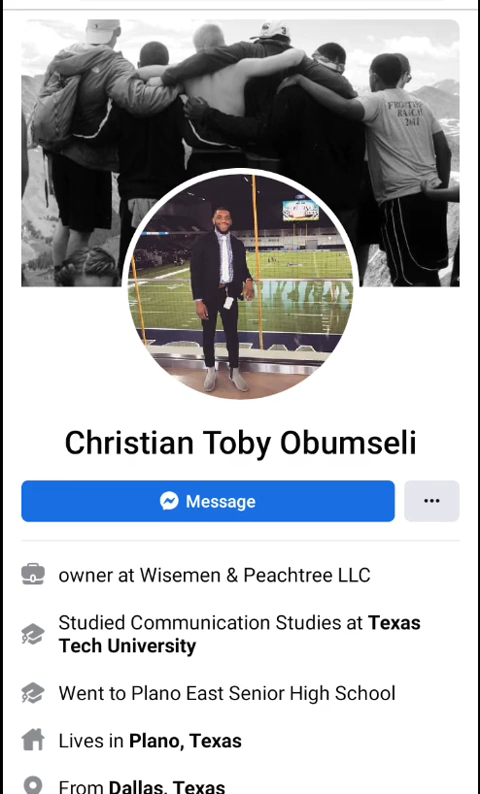 Christian Toby Obumseli
Message
owner at Wisemen & Peachtree LLC
Studied Communication Studies at Texas
Tech University
Went to Plano East Senior High School
Lives in Plano, Texas
From Dallas, Texas